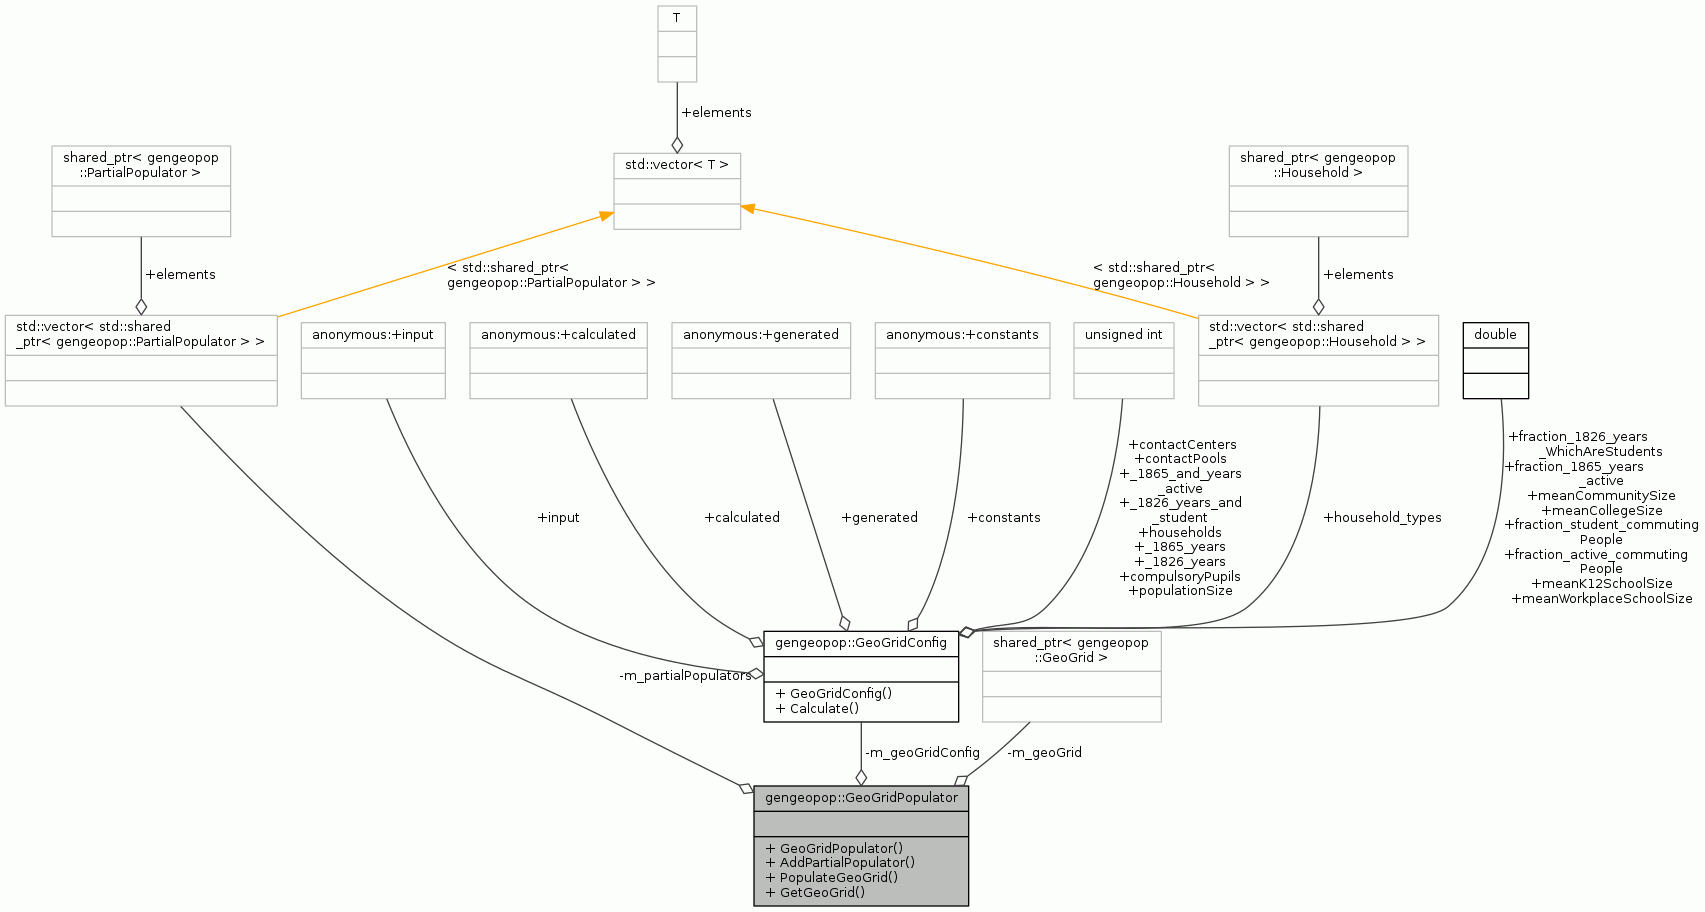 T
+elements
shared_ptr< gengeopop
::PartialPopulator >
std::vector< T >
shared_ptr< gengeopop
::Household >
+elements
< std::shared_ptr<
gengeopop::PartialPopulator > >
< std::shared_ptr<
gengeopop::Household > >
+elements
std::vector< std::shared
_ptr< gengeopop::PartialPopulator > >
anonymous:+input
anonymous:+calculated
anonymous:+generated
anonymous:+constants
unsigned int
std::vector< std::shared
_ptr< gengeopop::Household > >
double
+input
+calculated
+generated
+constants
+contactCenters
+contactPools
+_1865_and_years
_active
+_1826_years_and
_student
+households
+_1865_years
+_1826_years
+compulsoryPupils
+populationSize
+household_types
+fraction_1826_years
_WhichAreStudents
+fraction_1865_years
_active
+meanCommunitySize
+meanCollegeSize
+fraction_student_commuting
People
+fraction_active_commuting
People
+meanK12SchoolSize
+meanWorkplaceSchoolSize
-m_partialPopulators
gengeopop::GeoGridConfig
+ GeoGridConfig()
+ Calculate()
shared_ptr< gengeopop
::GeoGrid >
-m_geoGridConfig
-m_geoGrid
gengeopop::GeoGridPopulator
+ GeoGridPopulator()
+ AddPartialPopulator()
+ PopulateGeoGrid()
+ GetGeoGrid()